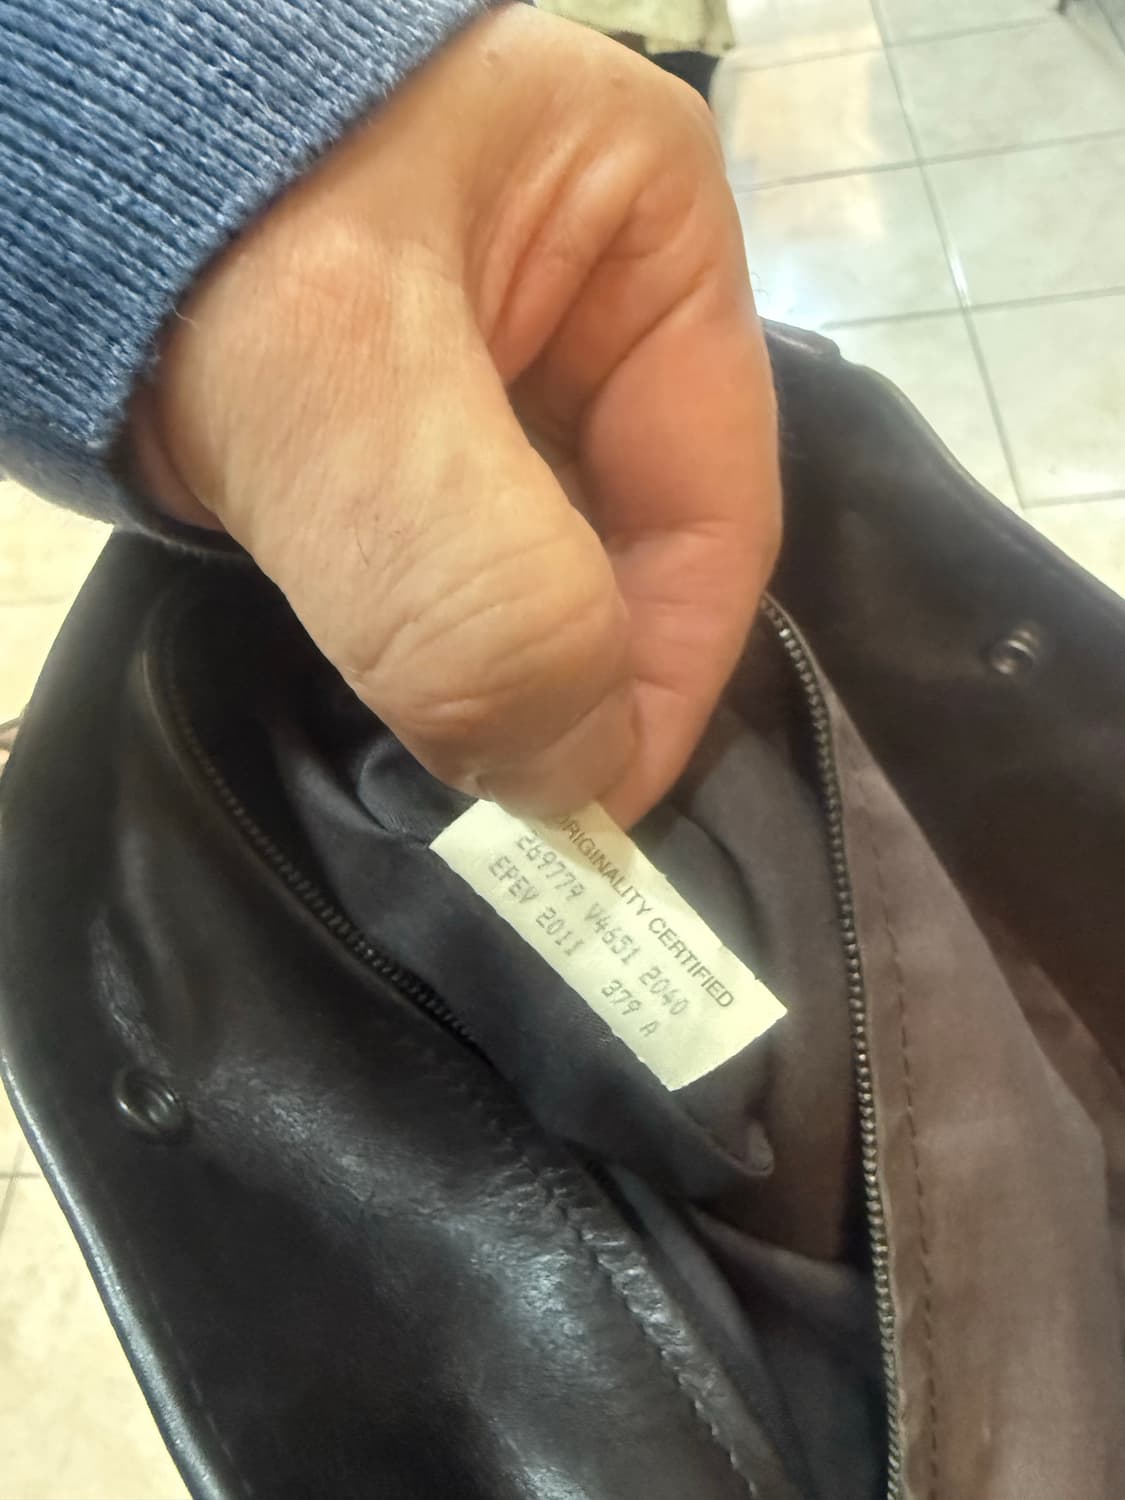 ORIGINALITY CERTIFIED
269779 V4651 2040
EPEV 2011 379 A